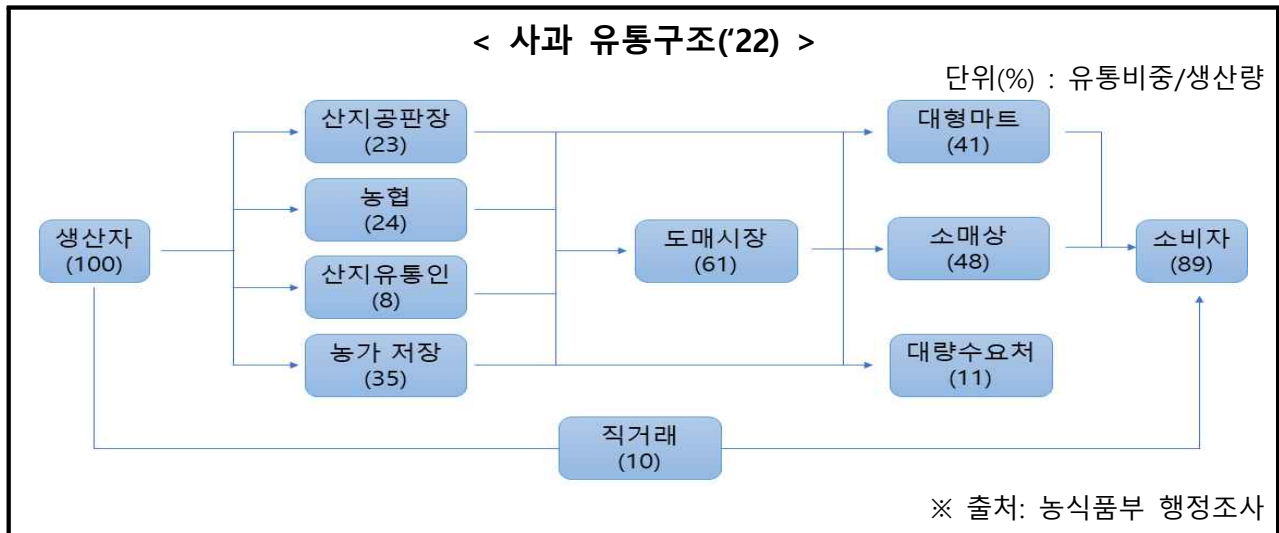 < 사과 유통구조(‘22) >
단위(%) : 유통비중/생산량
생산자
(100)
산지공판장
(23)
농협
(24)
산지유통인
(8)
농가 저장
(35)
도매시장
(61)
대형마트
(41)
소매상
(48)
대량수요처
(11)
소비자
(89)
직거래
(10)
※ 출처: 농식품부 행정조사